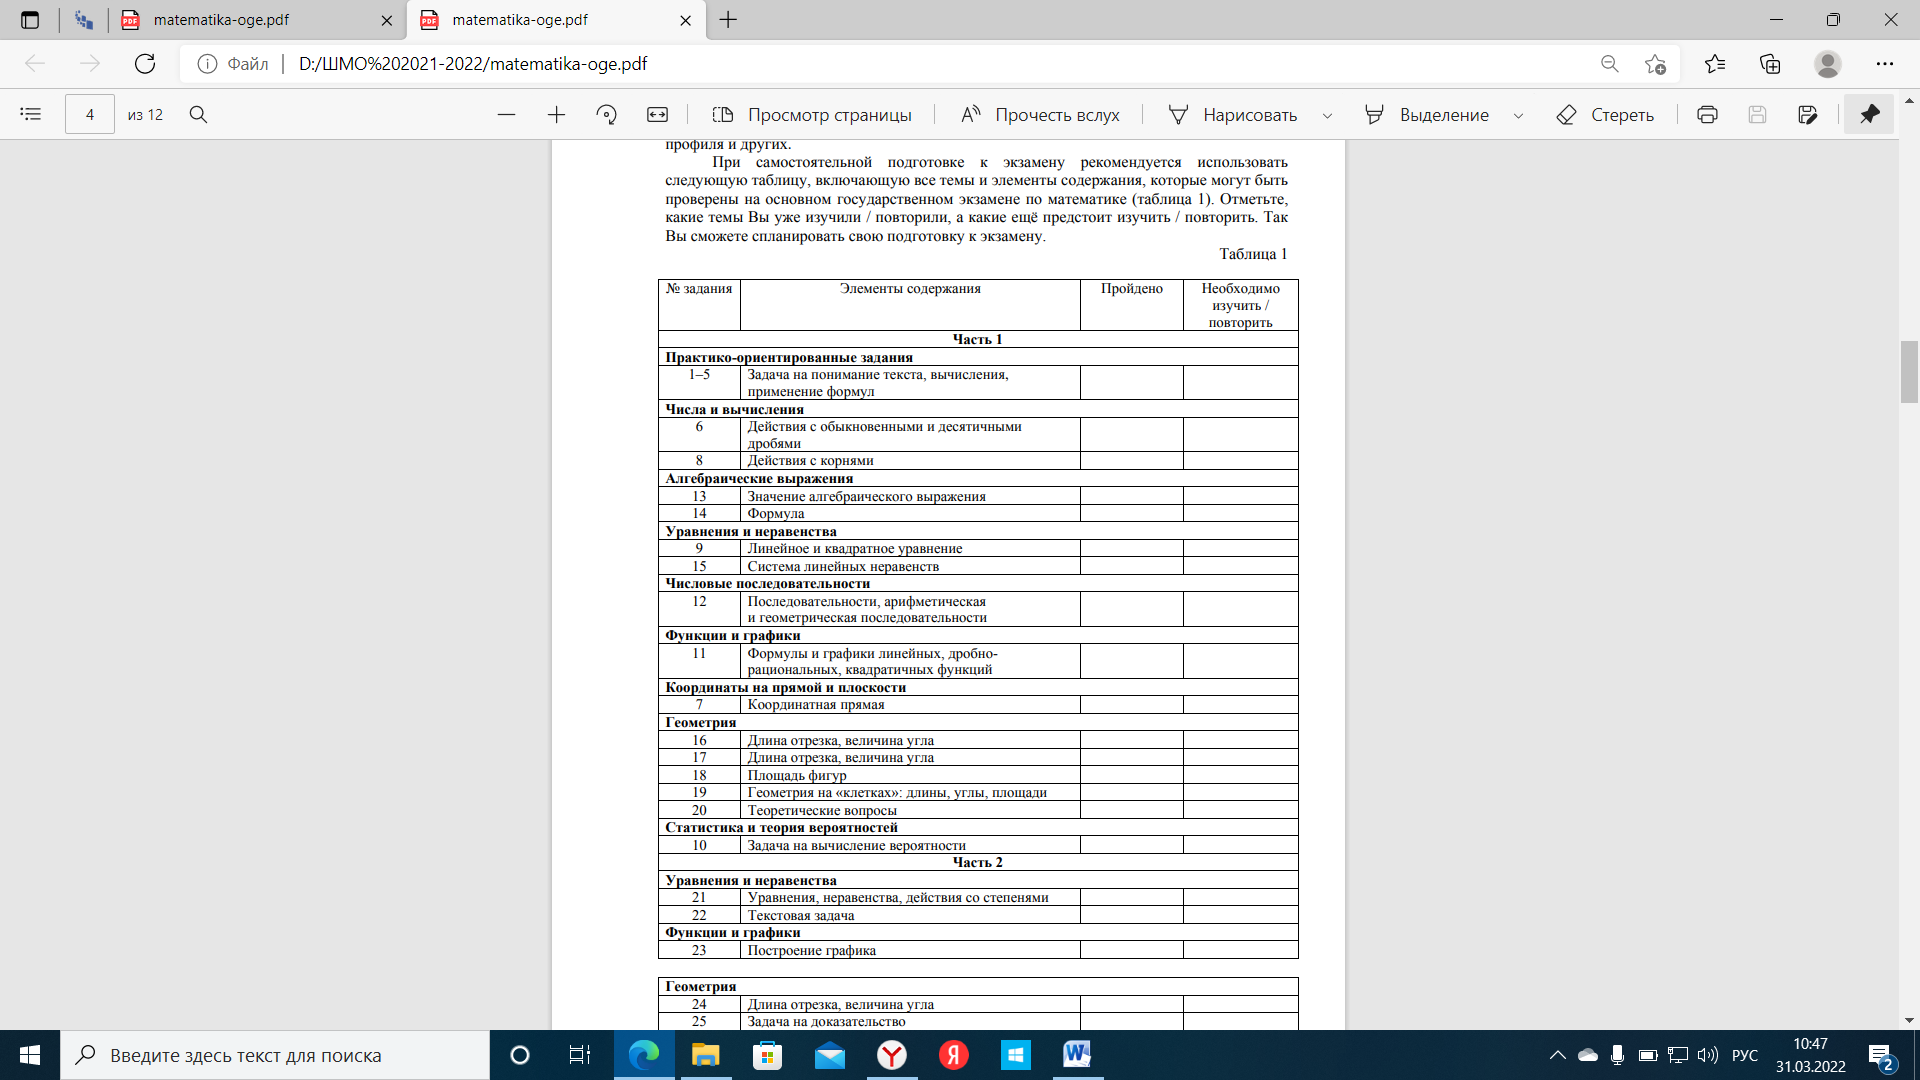 matematika-oge.pdf
matematika-oge.pdf
Файл
D:/ШМО%202021-2022/matematika-oge.pdf
4 из 12
Просмотр страницы
Прочесть вслух
Нарисовать
Выделение
Стереть
профиля и других.
При самостоятельной подготовке к экзамену рекомендуется использовать
следующую таблицу, включающую все темы и элементы содержания, которые могут быть
проверены на основном государственном экзамене по математике (таблица 1). Отметьте,
какие темы Вы уже изучили / повторили, а какие ещё предстоит изучить / повторить. Так
Вы сможете спланировать свою подготовку к экзамену.
Таблица 1
№ задания Элементы содержания Пройдено Необходимо
изучить /
повторить
Часть 1
Практико-ориентированные задания
1–5 Задача на понимание текста, вычисления,
применение формул
Числа и вычисления
6 Действия с обыкновенными и десятичными
дробями
8 Действия с корнями
Алгебраические выражения
13 Значение алгебраического выражения
14 Формула
Уравнения и неравенства
9 Линейное и квадратное уравнение
15 Система линейных неравенств
Числовые последовательности
12 Последовательности, арифметическая
и геометрическая последовательности
Функции и графики
11 Формулы и графики линейных, дробно-
рациональных, квадратичных функций
Координаты на прямой и плоскости
7 Координатная прямая
Геометрия
16 Длина отрезка, величина угла
17 Длина отрезка, величина угла
18 Площадь фигур
19 Геометрия на «клетках»: длины, углы, площади
20 Теоретические вопросы
Статистика и теория вероятностей
10 Задача на вычисление вероятности
Часть 2
Уравнения и неравенства
21 Уравнения, неравенства, действия со степенями
22 Текстовая задача
Функции и графики
23 Построение графика
Геометрия
24 Длина отрезка, величина угла
25 Задача на доказательство
Введите здесь текст для поиска
РУС
10:47
31.03.2022
2